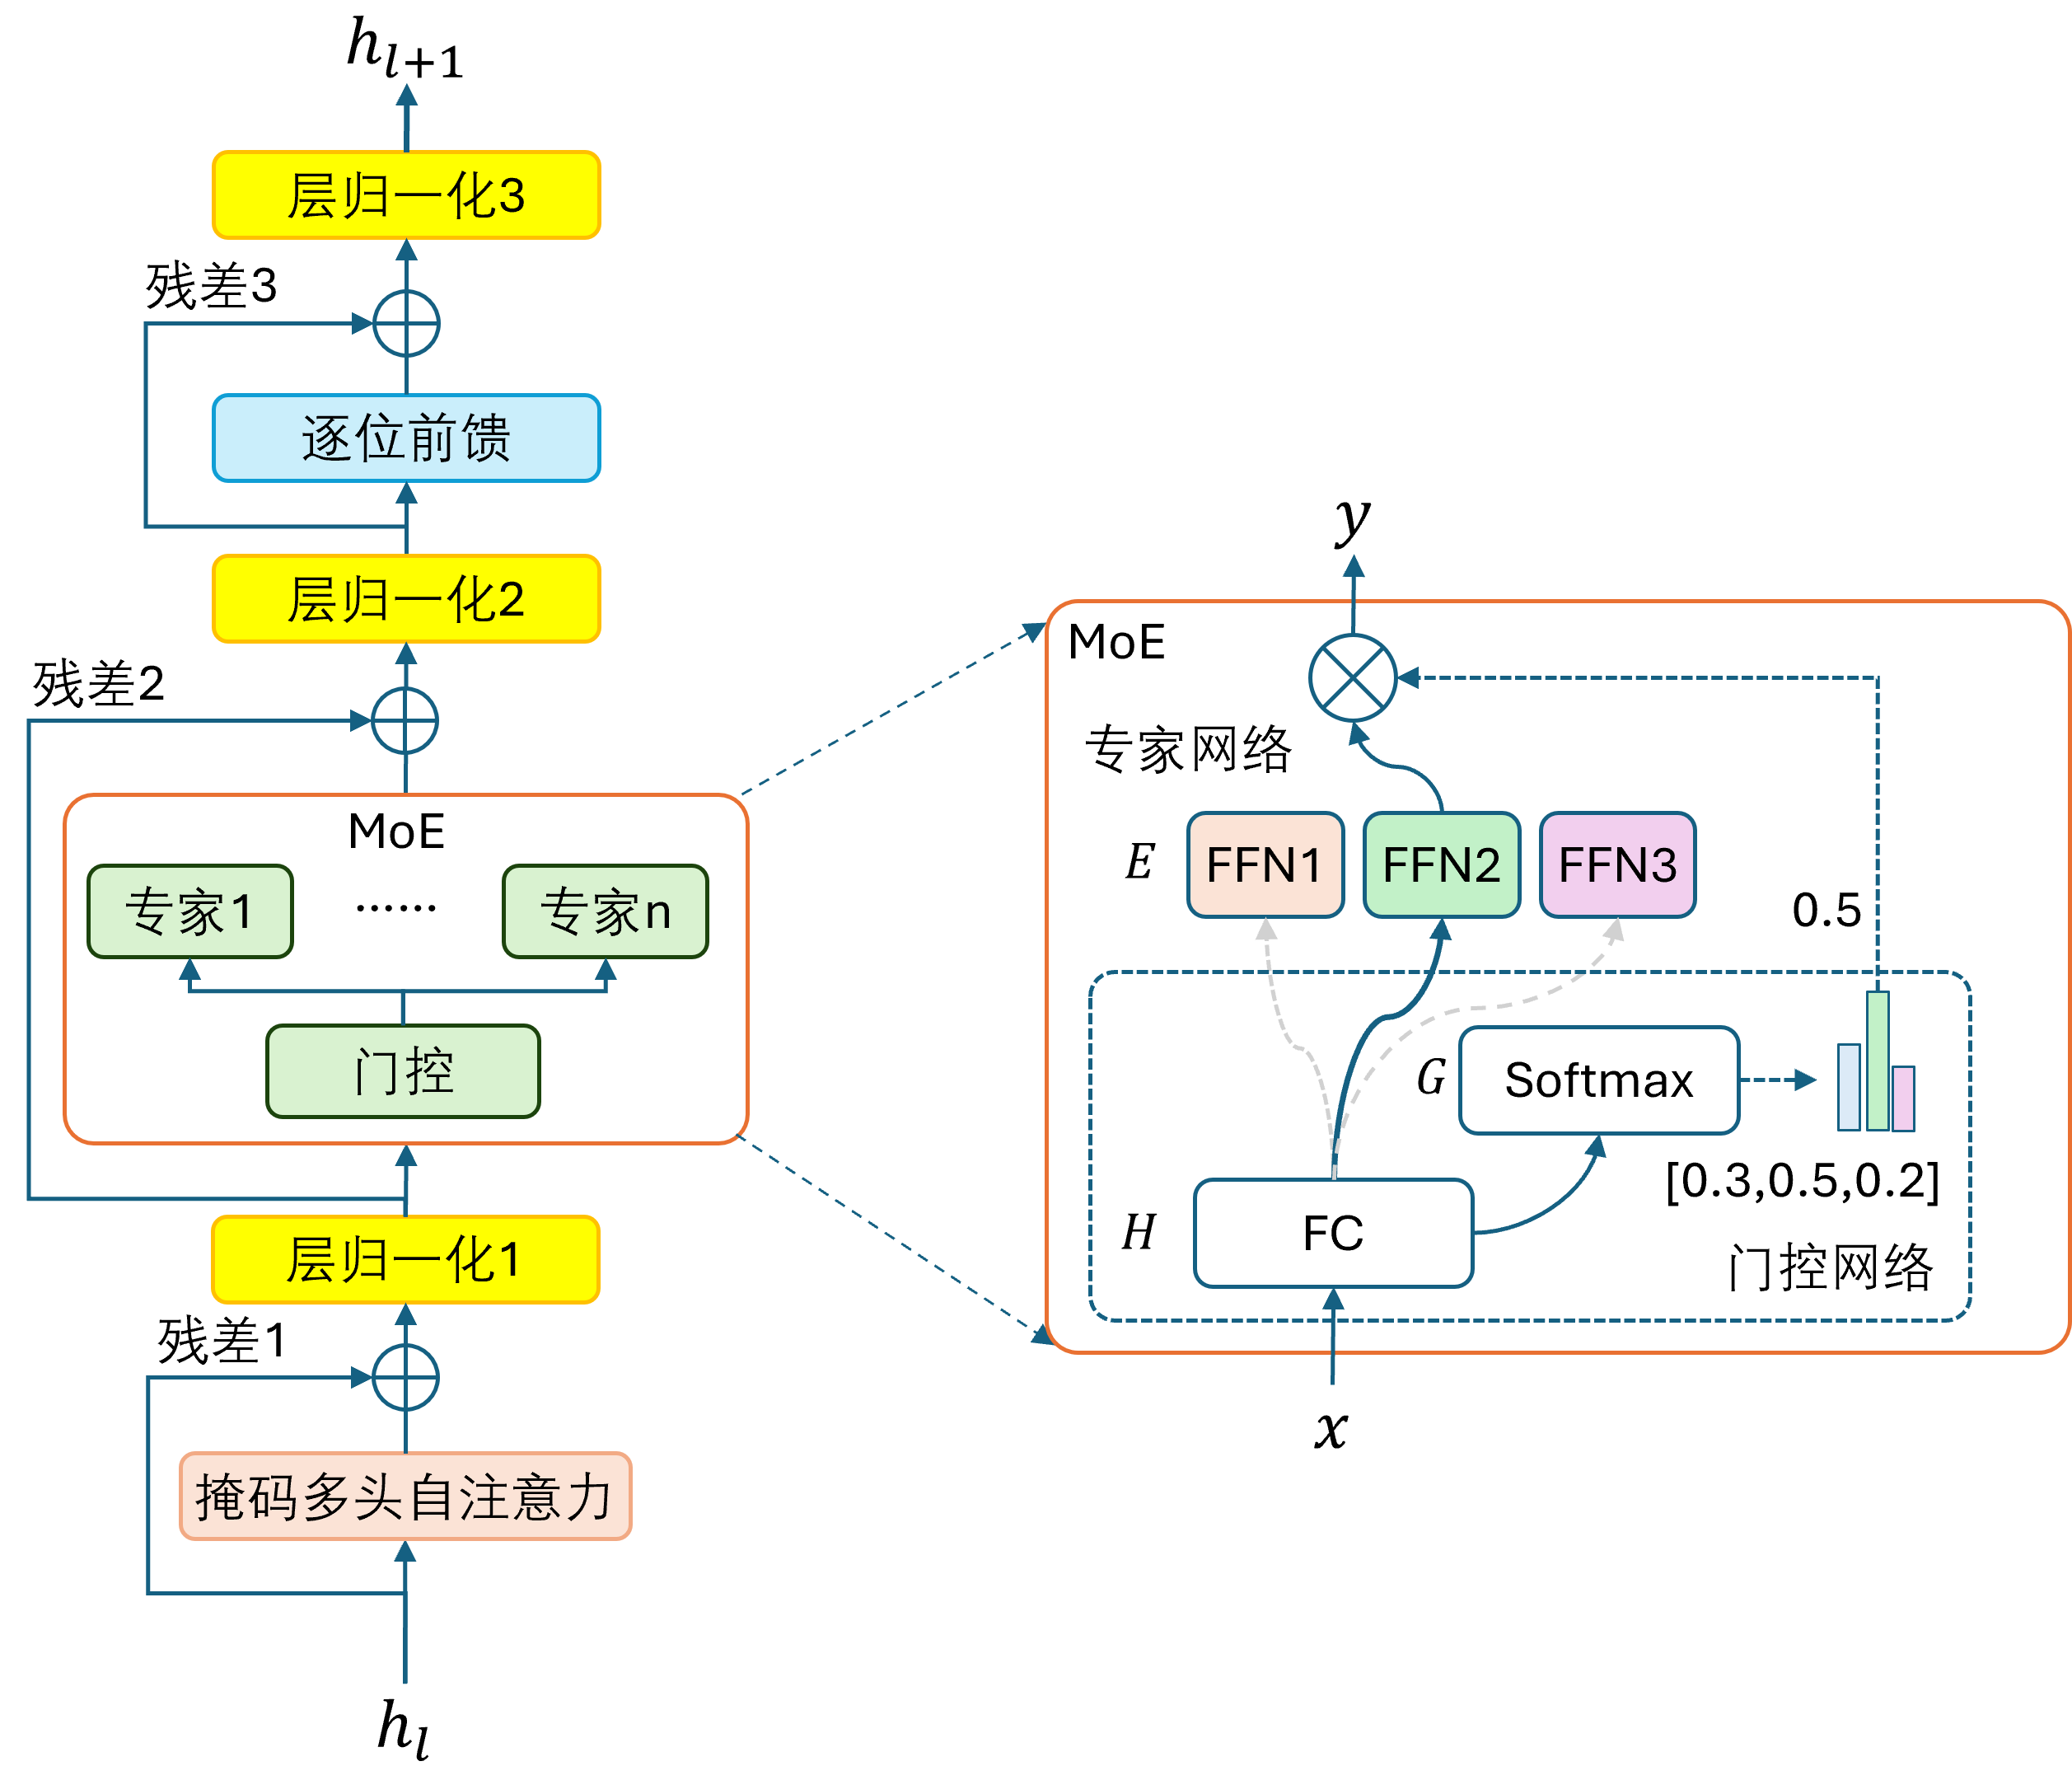 h_{l+1}
层归一化3
残差3
逐位前馈
层归一化2
残差2
MoE
专家1
……
专家n
门控
层归一化1
残差1
掩码多头自注意力
h_l
y
MoE
专家网络
E
FFN1
FFN2
FFN3
0.5
G
Softmax
[0.3,0.5,0.2]
H
FC
门控网络
x